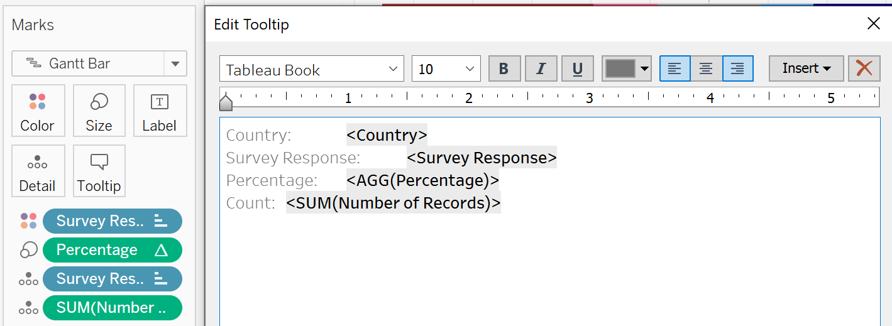 Marks
Gantt Bar
Color Size Label
Detail Tooltip
Survey Res..
Percentage
Survey Res..
SUM(Number ..
Edit Tooltip
Tableau Book 10 B I U Insert
1 2 3 4 5
Country: <Country>
Survey Response: <Survey Response>
Percentage: <AGG(Percentage)>
Count: <SUM(Number of Records)>